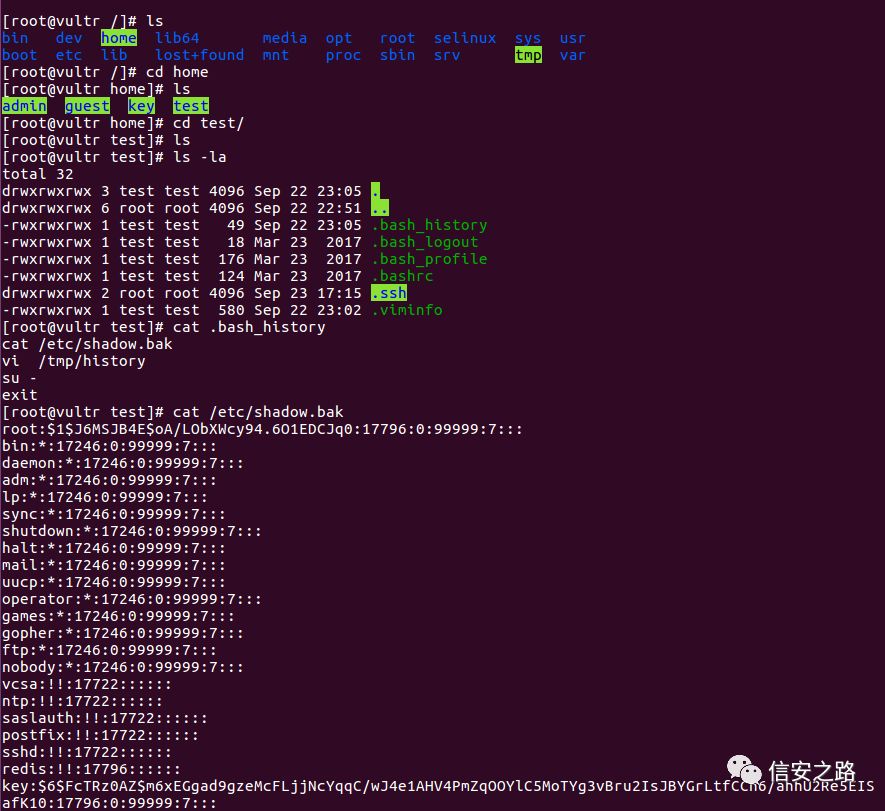 [root@vultr /]# ls
bin dev home lib64 media opt root selinux sys usr
boot etc lib lost+found mnt proc sbin srv tmp var
[root@vultr /]# cd home
[root@vultr home]# ls
admin guest key test
[root@vultr home]# cd test/
[root@vultr test]# ls
[root@vultr test]# ls -la
total 32
drwxrwxrwx 3 test test 4096 Sep 22 23:05 .
drwxrwxrwx 6 root root 4096 Sep 22 22:51 ..
-rwxrwxrwx 1 test test 49 Sep 22 23:05 .bash_history
-rwxrwxrwx 1 test test 18 Mar 23 2017 .bash_logout
-rwxrwxrwx 1 test test 176 Mar 23 2017 .bash_profile
-rwxrwxrwx 1 test test 124 Mar 23 2017 .bashrc
drwxrwxrwx 2 root root 4096 Sep 23 17:15 .ssh
-rwxrwxrwx 1 test test 580 Sep 22 23:02 .viminfo
[root@vultr test]# cat .bash_history
cat /etc/shadow.bak
vi /tmp/history
su -
exit
[root@vultr test]# cat /etc/shadow.bak
root:$1$J6MSJB4E$oA/LObXWcy94.6O1EDCJq0:17796:0:99999:7:::
bin:*:17246:0:99999:7:::
daemon:*:17246:0:99999:7:::
adm:*:17246:0:99999:7:::
lp:*:17246:0:99999:7:::
sync:*:17246:0:99999:7:::
shutdown:*:17246:0:99999:7:::
halt:*:17246:0:99999:7:::
mail:*:17246:0:99999:7:::
uucp:*:17246:0:99999:7:::
operator:*:17246:0:99999:7:::
games:*:17246:0:99999:7:::
gopher:*:17246:0:99999:7:::
ftp:*:17246:0:99999:7:::
nobody:*:17246:0:99999:7:::
vcsa:!!:17722::::::
ntp:!!:17722::::::
saslauth:!!:17722::::::
postfix:!!:17722::::::
sshd:!!:17722::::::
redis:!!:17796::::::
信安之路
afK10:17796:0:99999:7:::